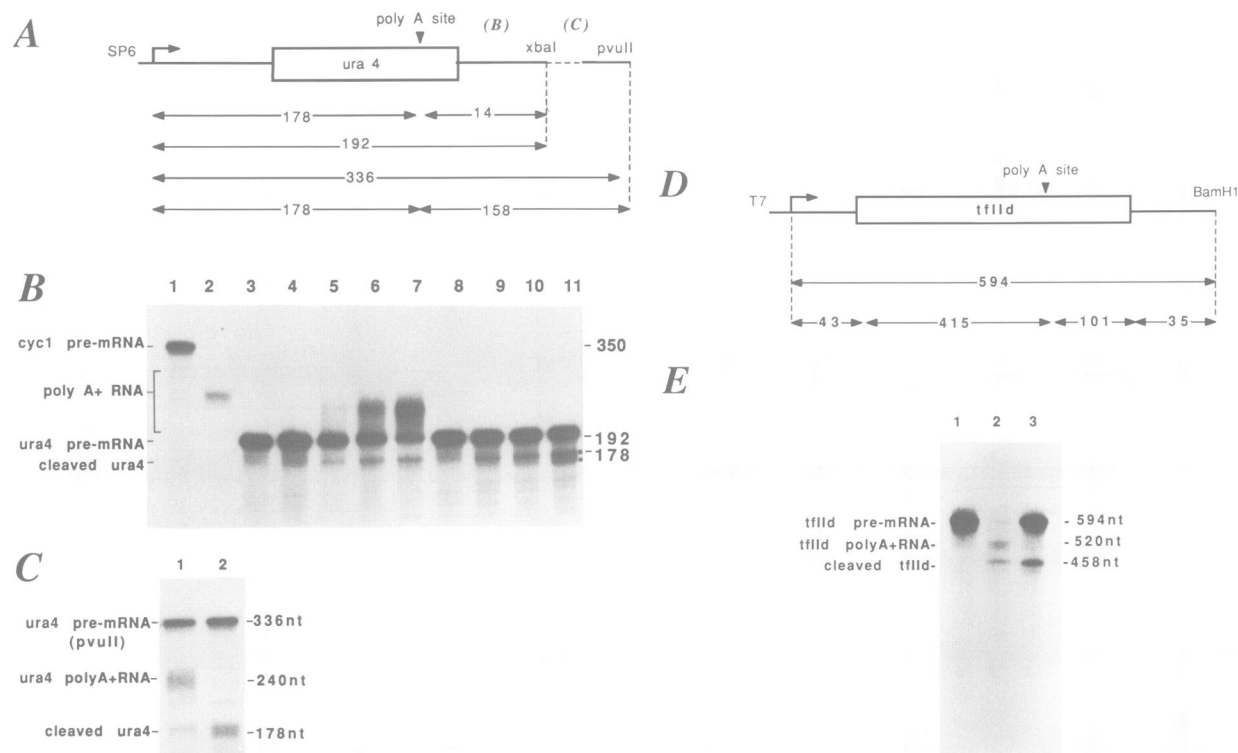 A
poly A site
(B)
(C)
SP6
xbaI
pvuII
ura 4
178
14
192
336
178
158
B
1 2 3 4 5 6 7 8 9 10 11
cyc1 pre-mRNA
- 350
poly A+ RNA
ura4 pre-mRNA
192
cleaved ura4
178
C
1 2
ura4 pre-mRNA-
(pvuII)
-336nt
ura4 polyA+RNA-
-240nt
cleaved ura4-
-178nt
D
poly A site
T7
BamH1
tfIId
594
43
415
101
35
E
1 2 3
tfIId pre-mRNA-
- 594nt
tfIId polyA+RNA-
-520nt
cleaved tfIId-
-458nt